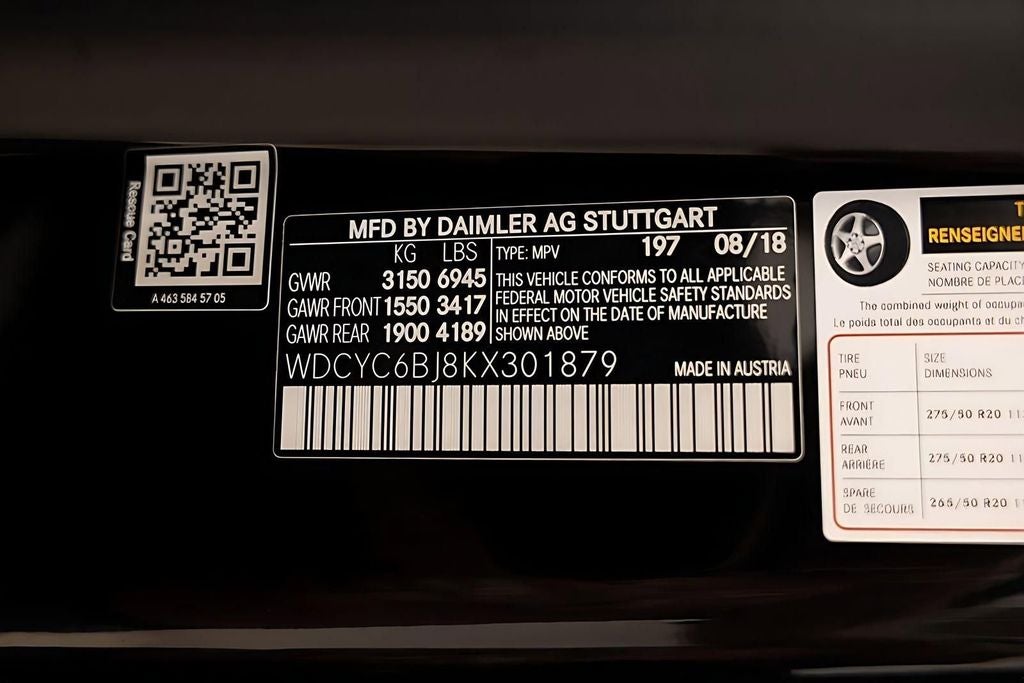 Rescue Card
A 463 584 57 05
MFD BY DAIMLER AG STUTTGART
KG LBS
GVWR 3150 6945
GAWR FRONT 1550 3417
GAWR REAR 1900 4189
TYPE: MPV 197 08/18
THIS VEHICLE CONFORMS TO ALL APPLICABLE
FEDERAL MOTOR VEHICLE SAFETY STANDARDS
IN EFFECT ON THE DATE OF MANUFACTURE
SHOWN ABOVE
WDCYC6BJ8KX301879 MADE IN AUSTRIA
T
RENSEIGNE
SEATING CAPACITY
NOMBRE DE PLAC
The combined weight of occupa
Le poids total des occupants et du c
TIRE SIZE
PNEU DIMENSIONS
FRONT
AVANT
275/50 R20 11
REAR
ARRIÈRE
275/50 R20 11
SPARE
DE SECOURS
265/50 R20 1